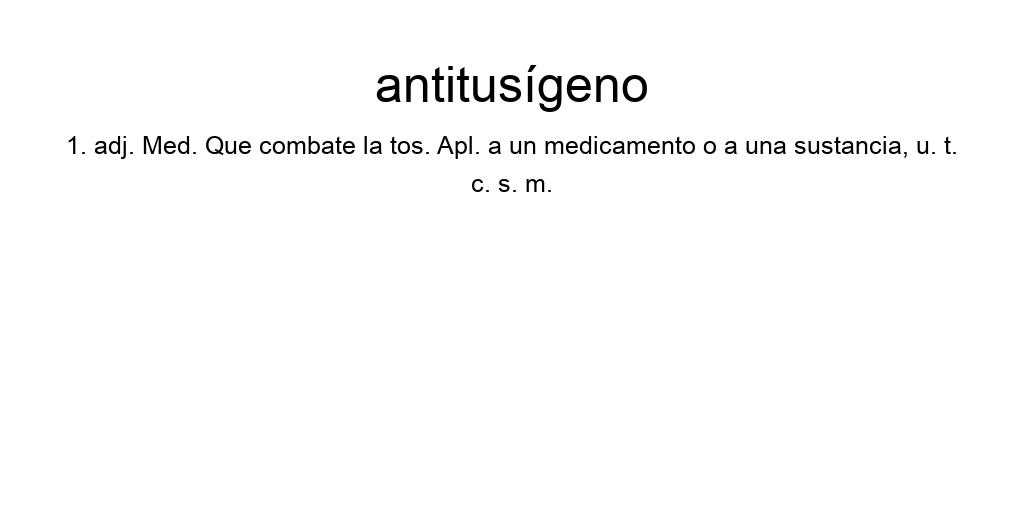 antitusígeno
1. adj. Med. Que combate la tos. Apl. a un medicamento o a una sustancia, u. t.
c. s. m.